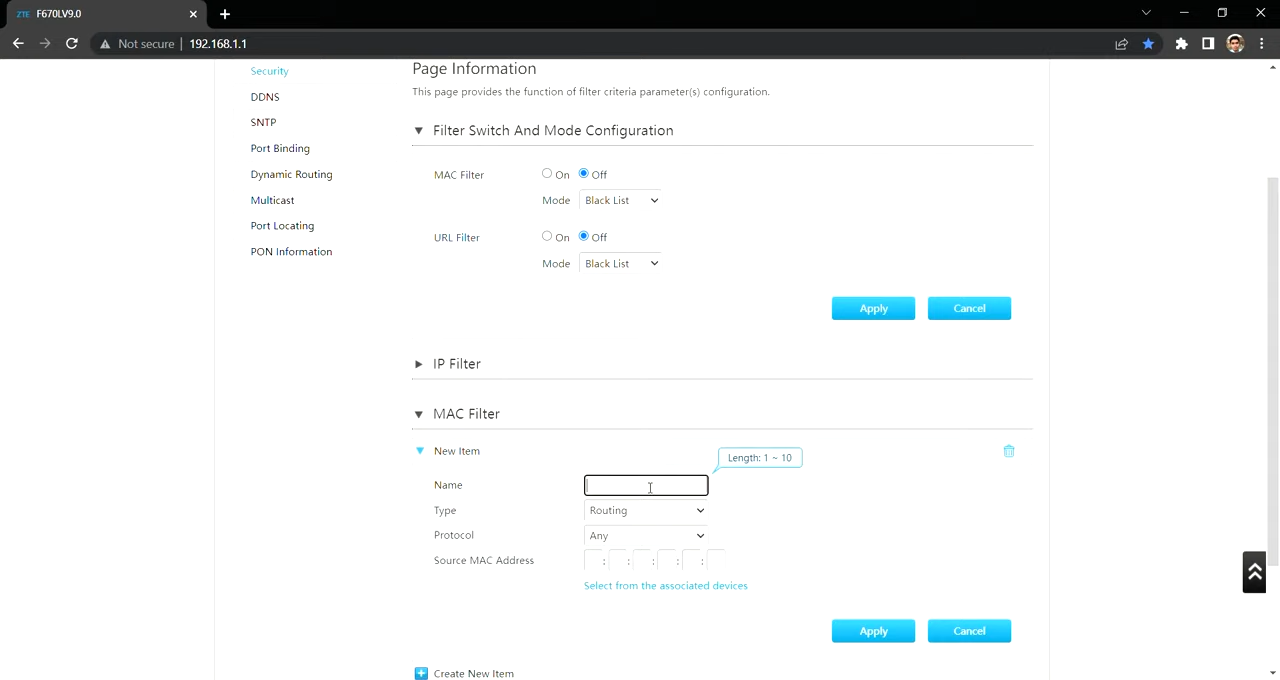 ZTE F670LV9.0
Not secure 192.168.1.1
Security
DDNS
SNTP
Port Binding
Dynamic Routing
Multicast
Port Locating
PON Information
Page Information
This page provides the function of filter criteria parameter(s) configuration.
Filter Switch And Mode Configuration
MAC Filter On Off
Mode Black List
URL Filter On Off
Mode Black List
Apply Cancel
IP Filter
MAC Filter
New Item
Length: 1 ~ 10
Name
Type Routing
Protocol Any
Source MAC Address : : : : :
Select from the associated devices
Apply Cancel
Create New Item